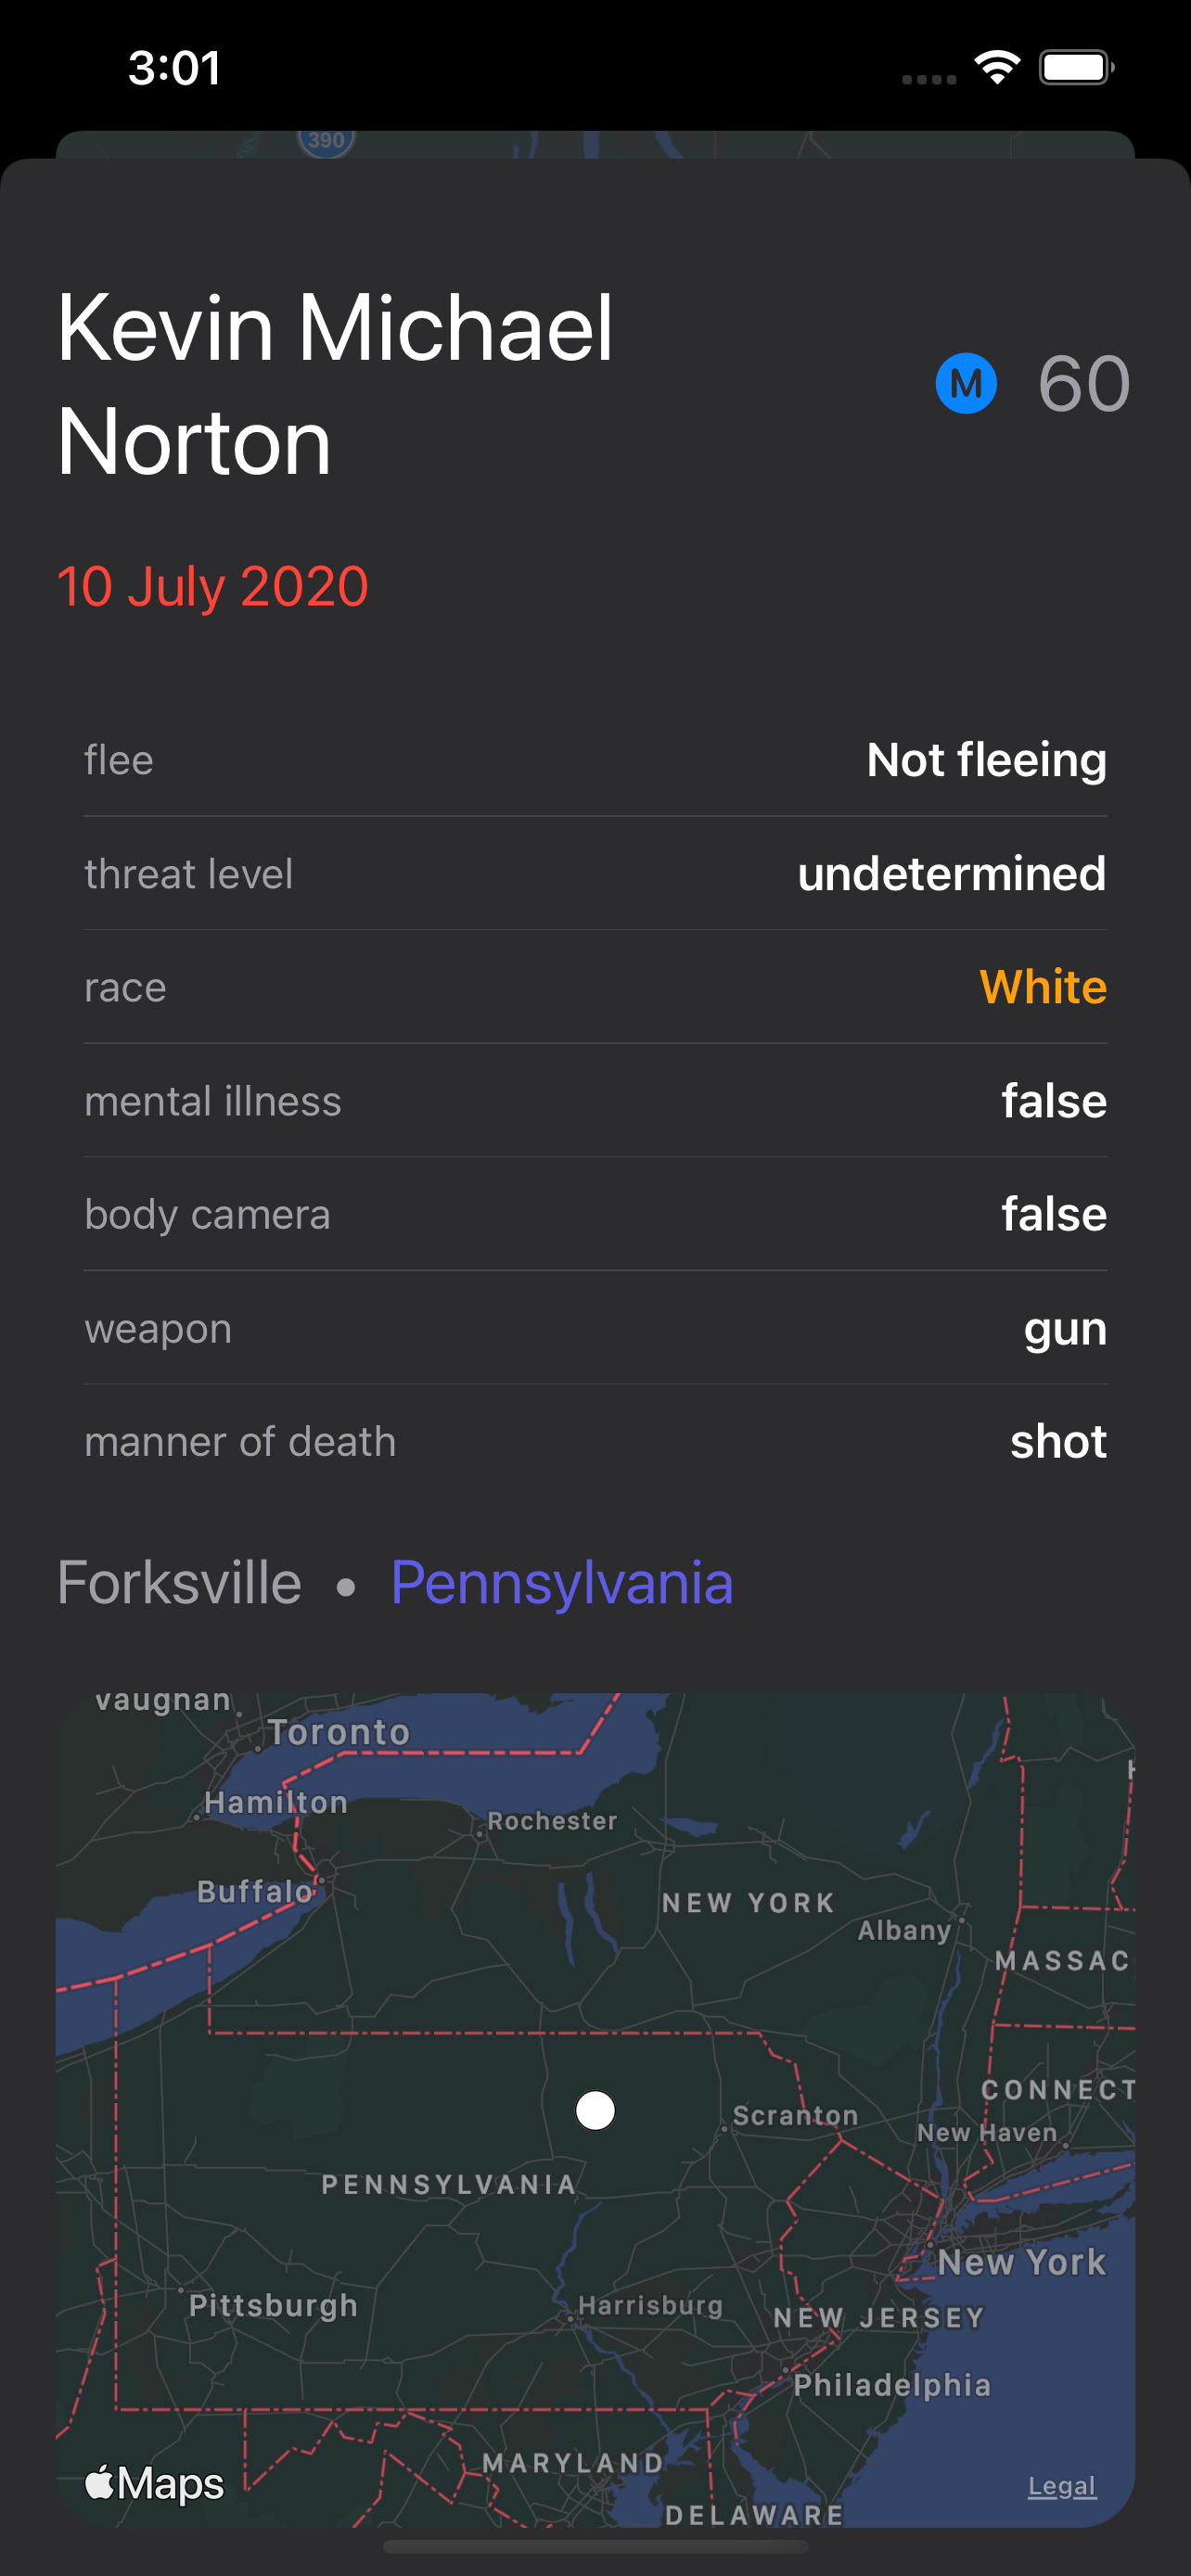 3:01
390
Kevin Michael
Norton
M
60
10 July 2020
flee
Not fleeing
threat level
undetermined
race
White
mental illness
false
body camera
false
weapon
gun
manner of death
shot
Forksville • Pennsylvania
Vaughan
Toronto
Hamilton
Rochester
Buffalo
NEW YORK
Albany
MASSAC
CONNECT
Scranton
New Haven
PENNSYLVANIA
New York
Pittsburgh
Harrisburg
NEW JERSEY
Philadelphia
MARYLAND
Maps
Legal
DELAWARE